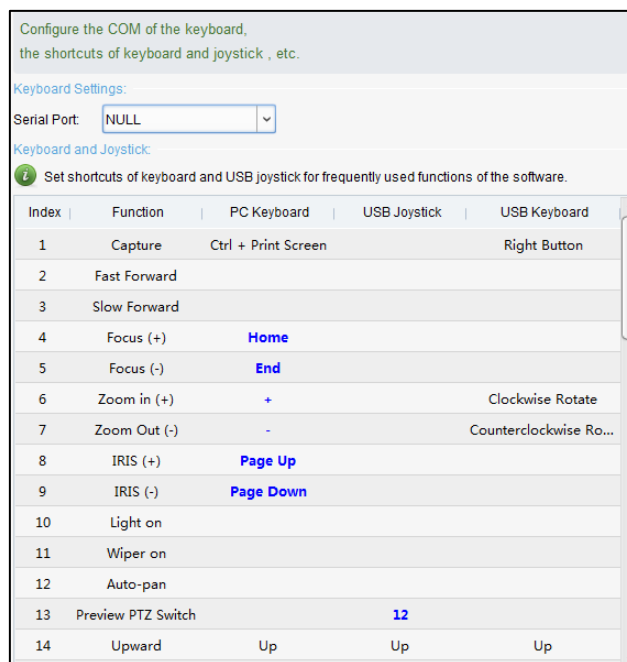 Configure the COM of the keyboard,
the shortcuts of keyboard and joystick , etc.
Keyboard Settings:
Serial Port: NULL
Keyboard and Joystick:
Set shortcuts of keyboard and USB joystick for frequently used functions of the software.
Index Function PC Keyboard USB Joystick USB Keyboard
1 Capture Ctrl + Print Screen Right Button
2 Fast Forward
3 Slow Forward
4 Focus (+) Home
5 Focus (-) End
6 Zoom in (+) + Clockwise Rotate
7 Zoom Out (-) - Counterclockwise Ro...
8 IRIS (+) Page Up
9 IRIS (-) Page Down
10 Light on
11 Wiper on
12 Auto-pan
13 Preview PTZ Switch 12
14 Upward Up Up Up